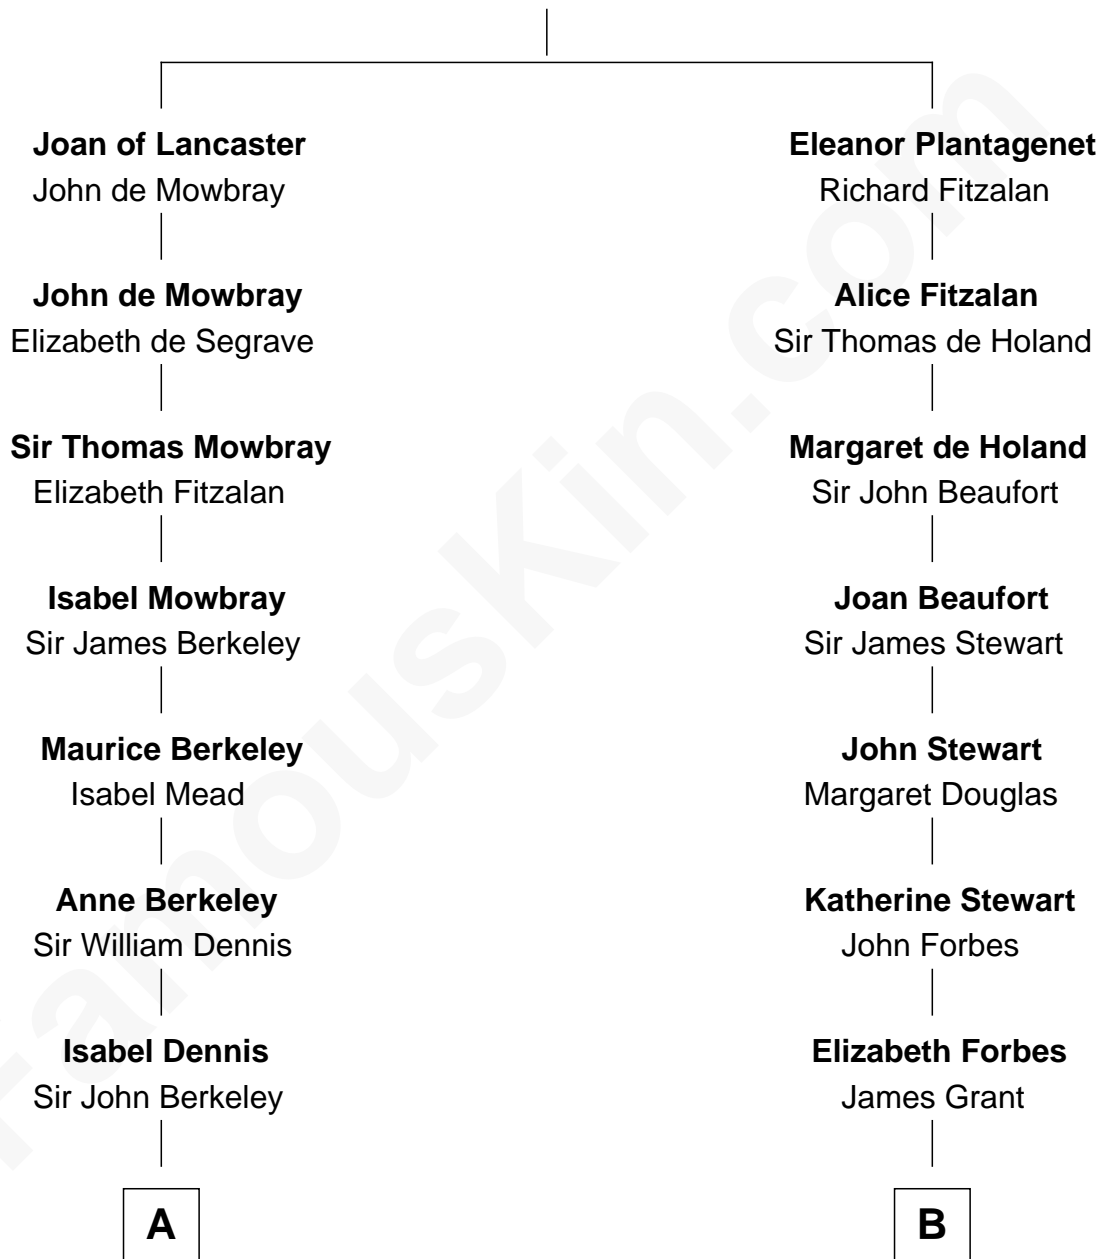 Joan of Lancaster
John de Mowbray
John de Mowbray
Elizabeth de Segrave
Sir Thomas Mowbray
Elizabeth Fitzalan
Isabel Mowbray
Sir James Berkeley
Maurice Berkeley
Isabel Mead
Anne Berkeley
Sir William Dennis
Isabel Dennis
Sir John Berkeley
A
Eleanor Plantagenet
Richard Fitzalan
Alice Fitzalan
Sir Thomas de Holand
Margaret de Holand
Sir John Beaufort
Joan Beaufort
Sir James Stewart
John Stewart
Margaret Douglas
Katherine Stewart
John Forbes
Elizabeth Forbes
James Grant
B
FamousKin.com